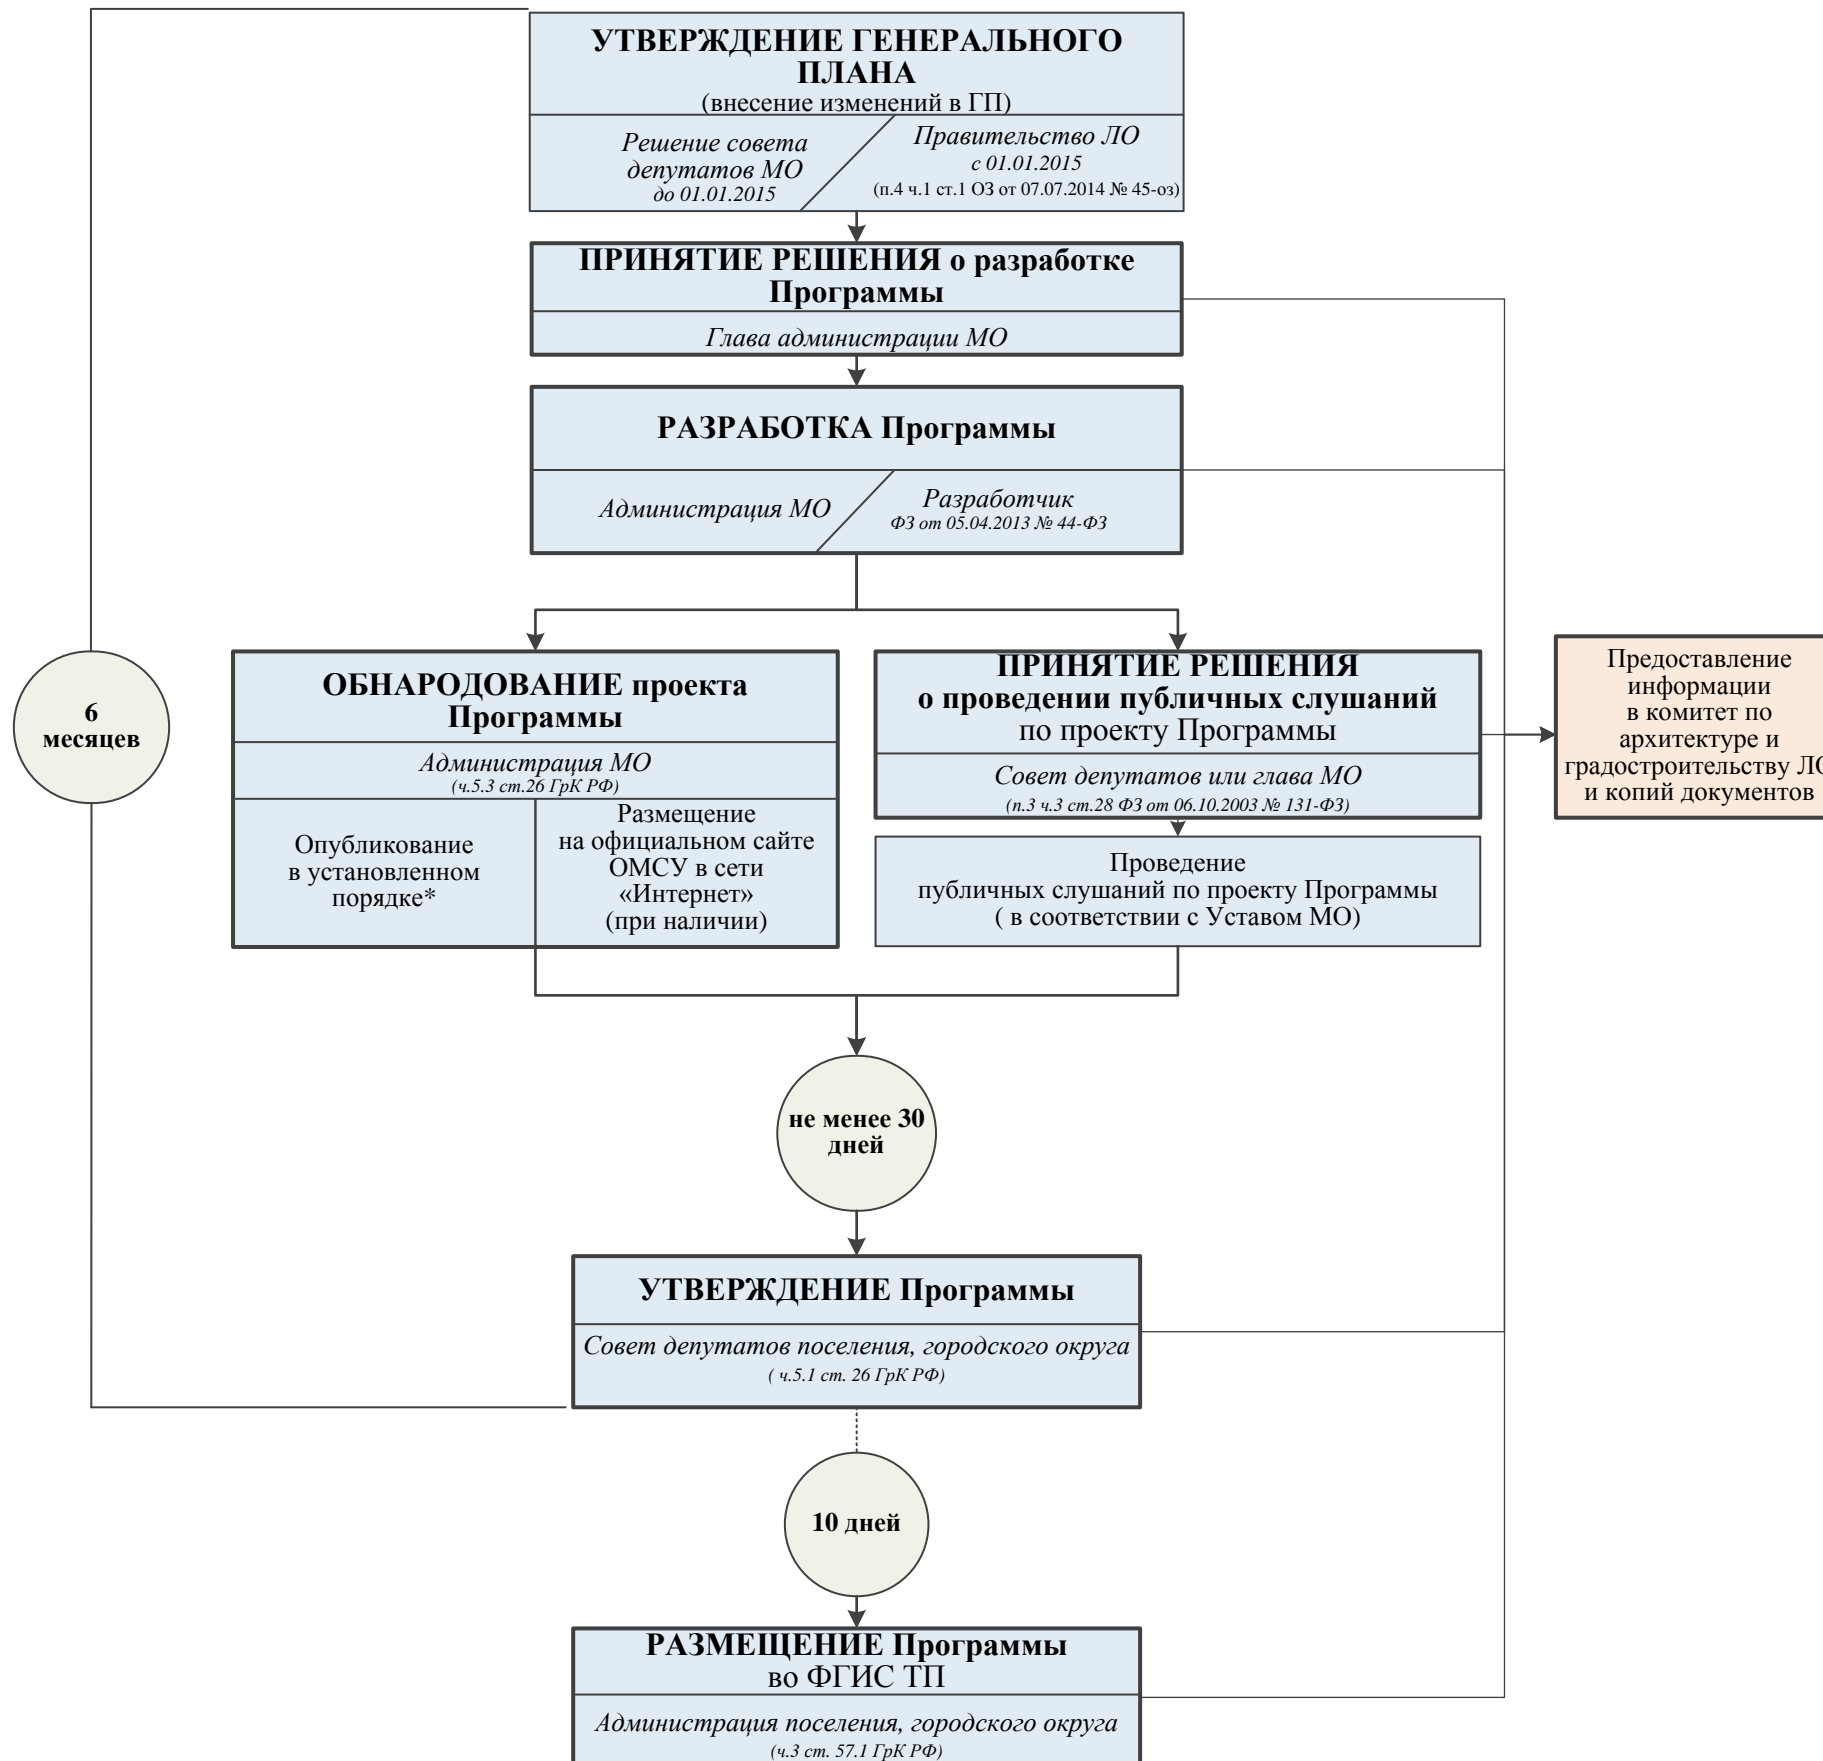 УТВЕРЖДЕНИЕ ГЕНЕРАЛЬНОГО
ПЛАНА
(внесение изменений в ГП)
Решение совета
депутатов МО
до 01.01.2015
Правительство ЛО
с 01.01.2015
(п.4 ч.1 ст.1 ОЗ от 07.07.2014 № 45-оз)
ПРИНЯТИЕ РЕШЕНИЯ о разработке
Программы
Глава администрации МО
РАЗРАБОТКА Программы
Администрация МО
Разработчик
ФЗ от 05.04.2013 № 44-ФЗ
6
месяцев
ОБНАРОДОВАНИЕ проекта
Программы
Администрация МО
(ч.5.3 ст.26 ГрК РФ)
Опубликование
в установленном
порядке*
Размещение
на официальном сайте
ОМСУ в сети
«Интернет»
(при наличии)
ПРИНЯТИЕ РЕШЕНИЯ
о проведении публичных слушаний
по проекту Программы
Совет депутатов или глава МО
(п.3 ч.3 ст.28 ФЗ от 06.10.2003 № 131-ФЗ)
Проведение
публичных слушаний по проекту Программы
( в соответствии с Уставом МО)
Предоставление
информации
в комитет по
архитектуре и
градостроительству ЛО
и копий документов
не менее 30
дней
УТВЕРЖДЕНИЕ Программы
Совет депутатов поселения, городского округа
( ч.5.1 ст. 26 ГрК РФ)
10 дней
РАЗМЕЩЕНИЕ Программы
во ФГИС ТП
Администрация поселения, городского округа
(ч.3 ст. 57.1 ГрК РФ)